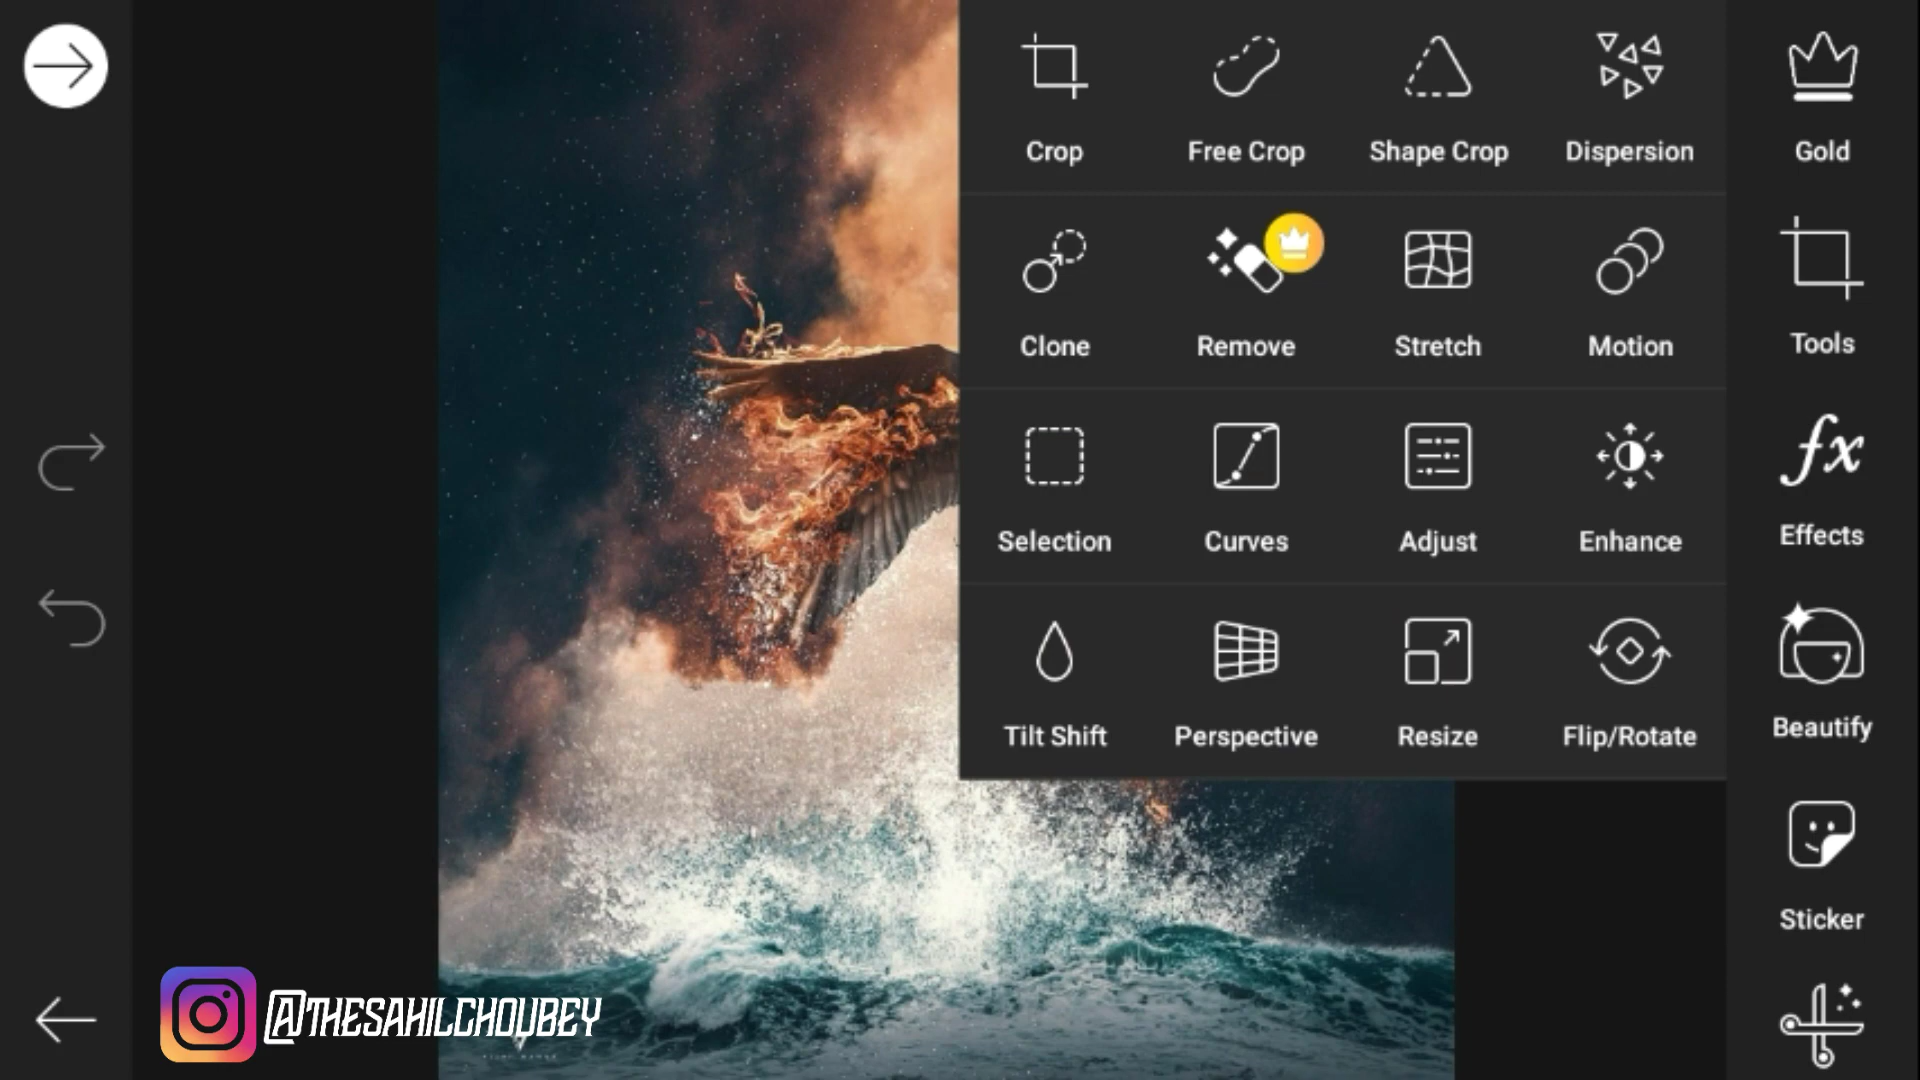 Crop Free Crop Shape Crop Dispersion Gold
Clone Remove Stretch Motion Tools
Selection Curves Adjust Enhance Effects
Tilt Shift Perspective Resize Flip/Rotate Beautify
Sticker
@THESAHILCHOUBEY